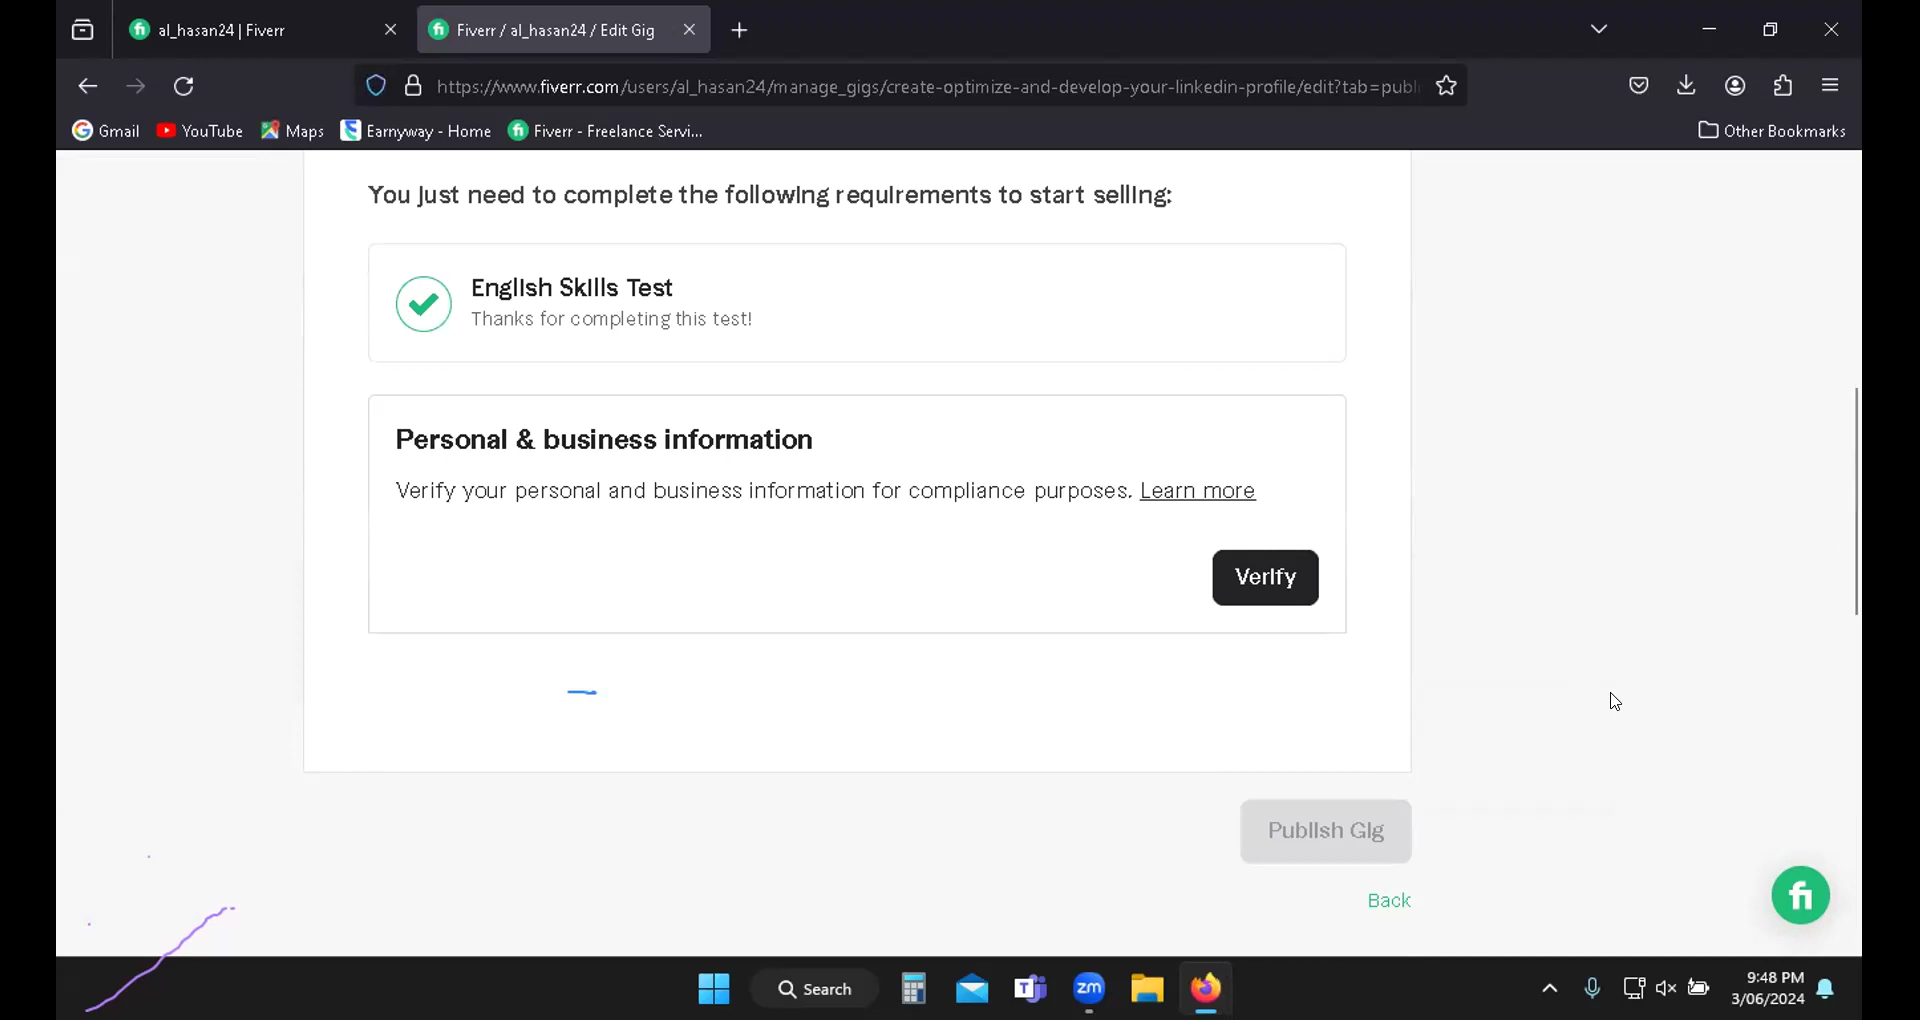 al_hasan24 | Fiverr
Fiverr / al_hasan24 / Edit Gig
https://www.fiverr.com/users/al_hasan24/manage_gigs/create-optimize-and-develop-your-linkedin-profile/edit?tab=publ
Gmail
YouTube
Maps
Earnyway - Home
Fiverr - Freelance Servi...
Other Bookmarks
You just need to complete the following requirements to start selling:
English Skills Test
Thanks for completing this test!
Personal & business information
Verify your personal and business information for compliance purposes. Learn more
Verify
Publish Gig
Back
fi
Search
T
zm
9:48 PM
3/06/2024